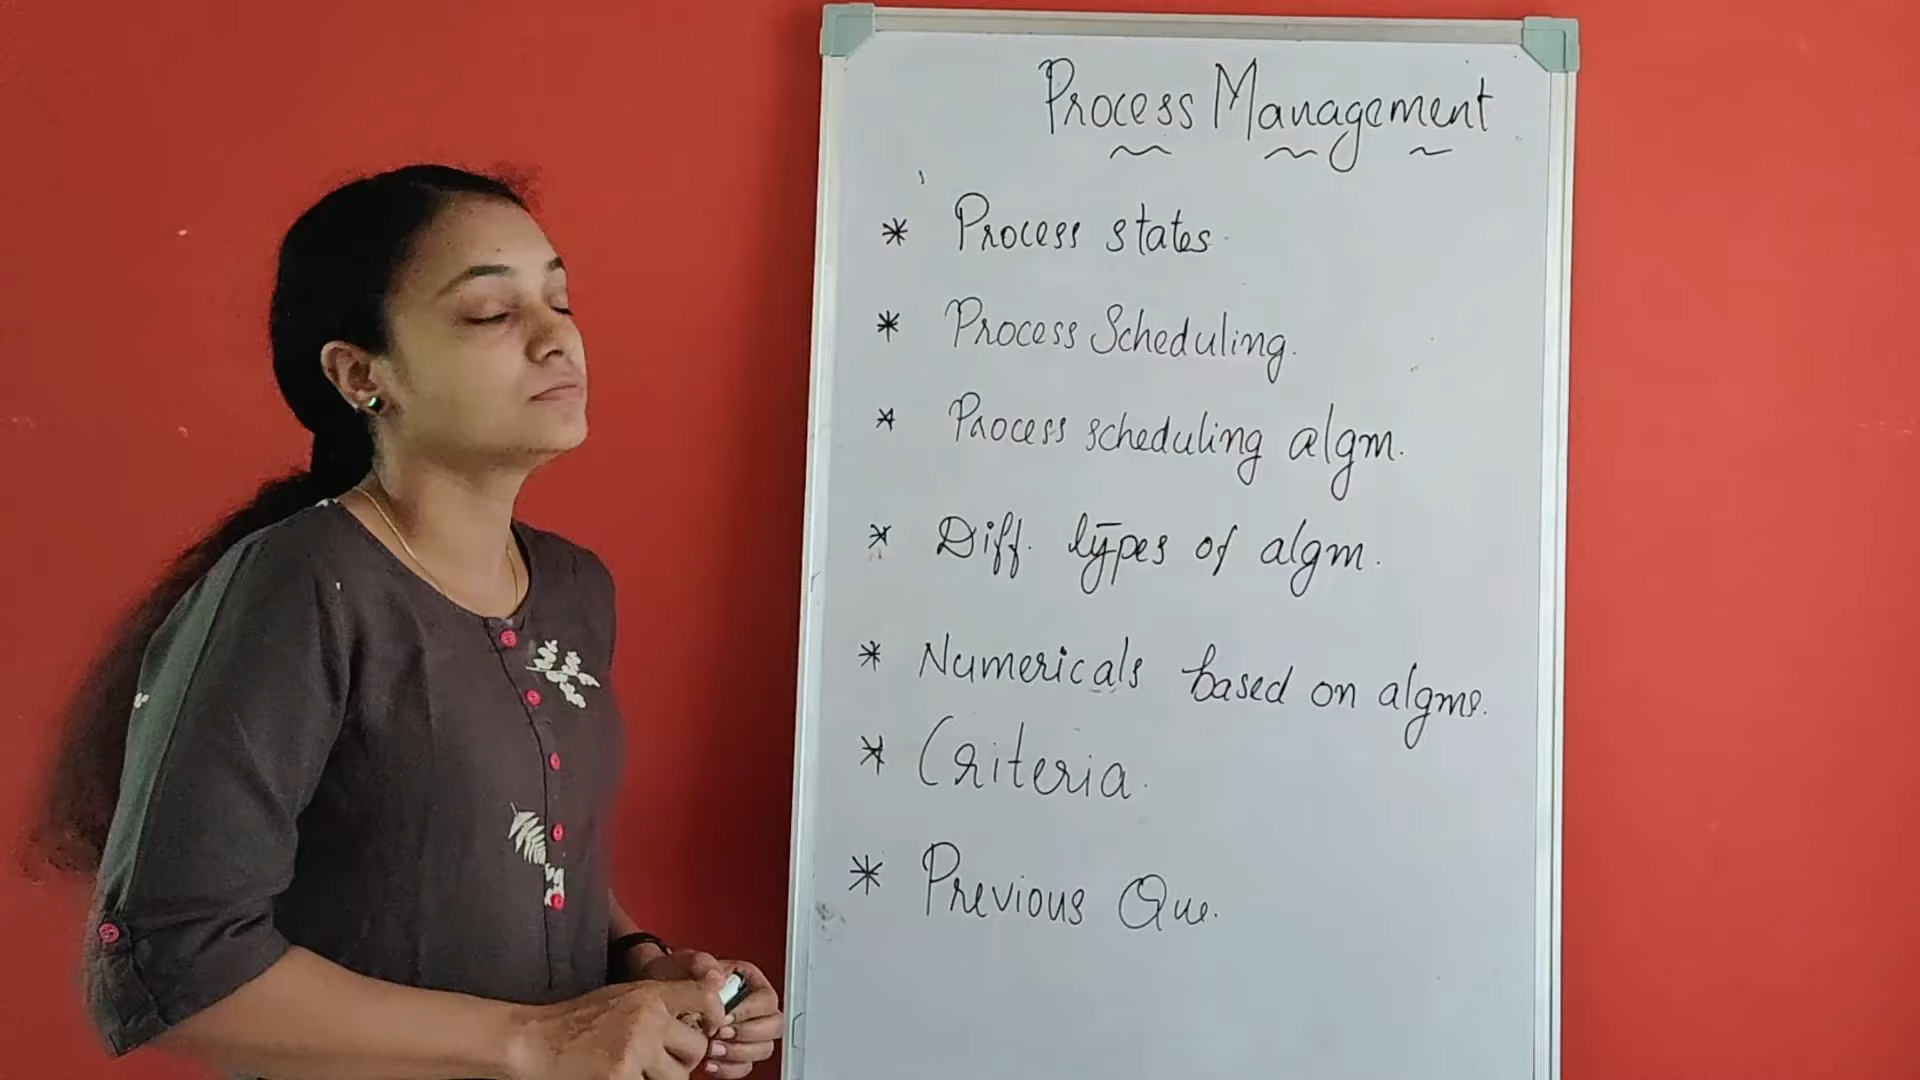 Process Management
* Process states.
* Process Scheduling.
* Process scheduling algm.
* Diff. types of algm.
* Numericals based on algms.
* Criteria.
* Previous Que.